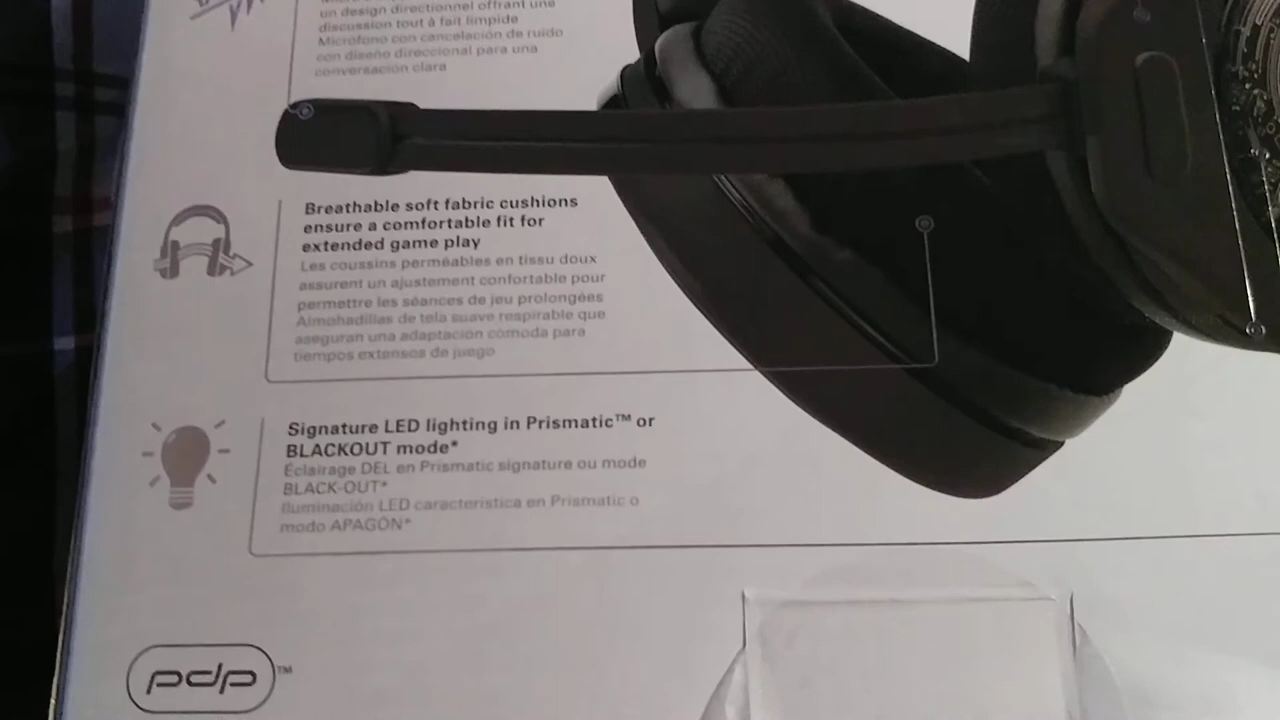 un design directionnel offrant une
discussion tout à fait limpide
Micrófono con cancelación de ruido
con diseño direccional para una
conversación clara
Breathable soft fabric cushions
ensure a comfortable fit for
extended game play
Les coussins perméables en tissu doux
assurent un ajustement confortable pour
permettre les séances de jeu prolongées
Almohadillas de tela suave respirable que
aseguran una adaptación cómoda para
tiempos extensos de juego
Signature LED lighting in Prismatic™ or
BLACKOUT mode*
Éclairage DEL en Prismatic signature ou mode
BLACK-OUT*
Iluminación LED característica en Prismatic o
modo APAGÓN*
pdp™